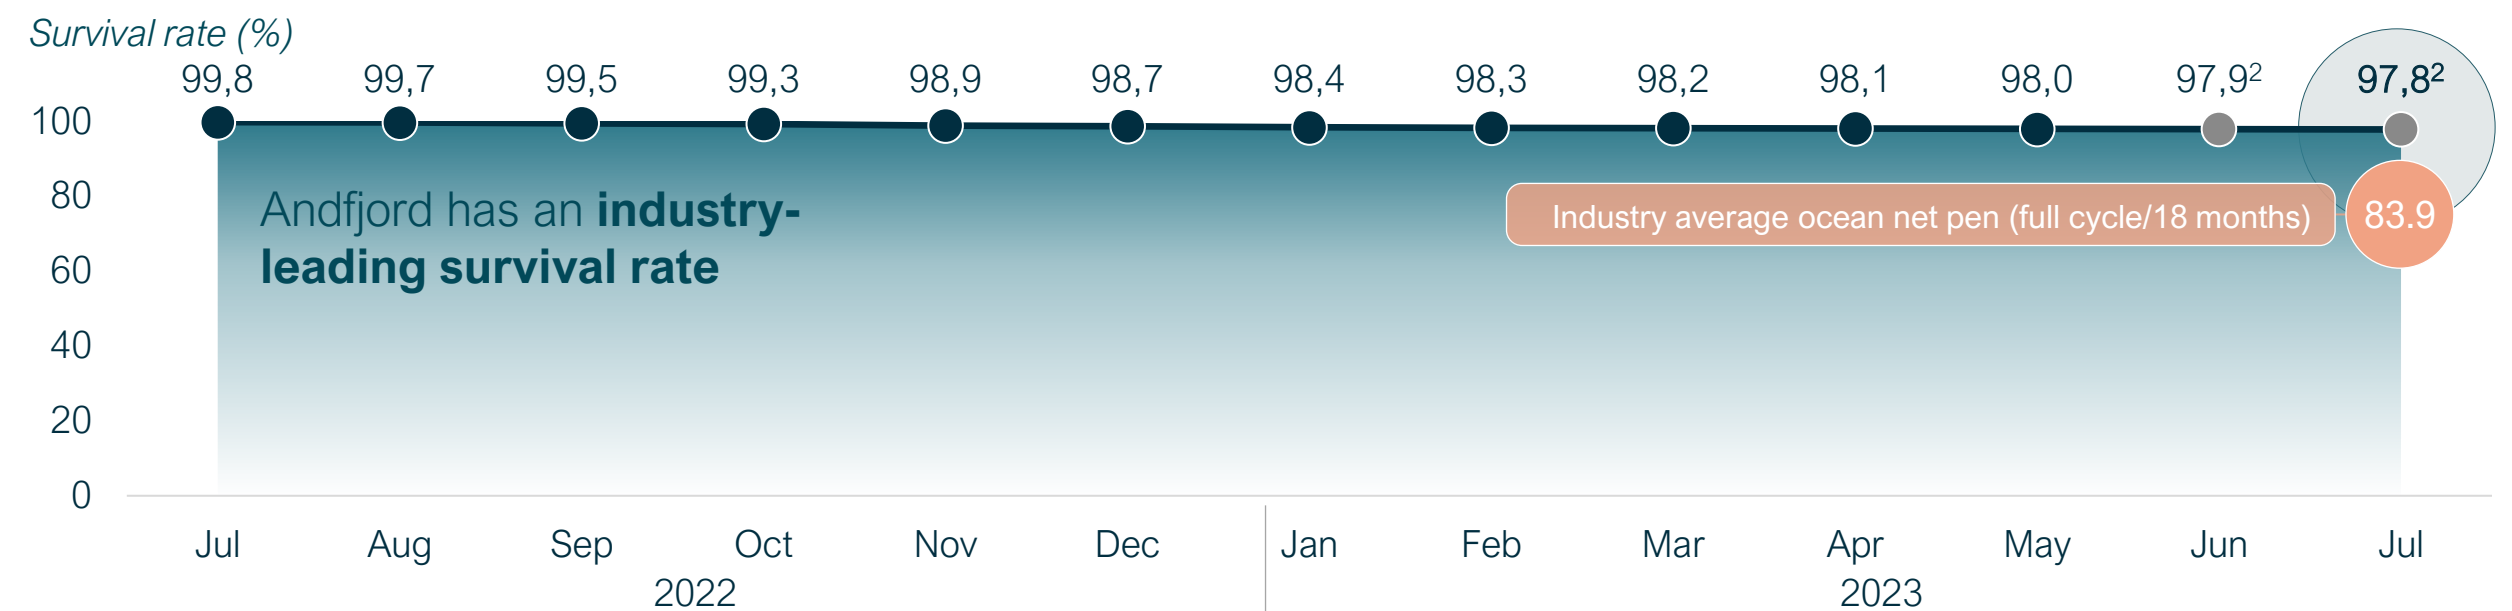 Survival rate (%)
99,8 99,7 99,5 99,3 98,9 98,7 98,4 98,3 98,2 98,1 98,0 97,9² 97,8²
100
80
Andfjord has an industry-
leading survival rate
Industry average ocean net pen (full cycle/18 months) 83.9
60
40
20
0
Jul Aug Sep Oct Nov Dec Jan Feb Mar Apr May Jun Jul
2022 2023